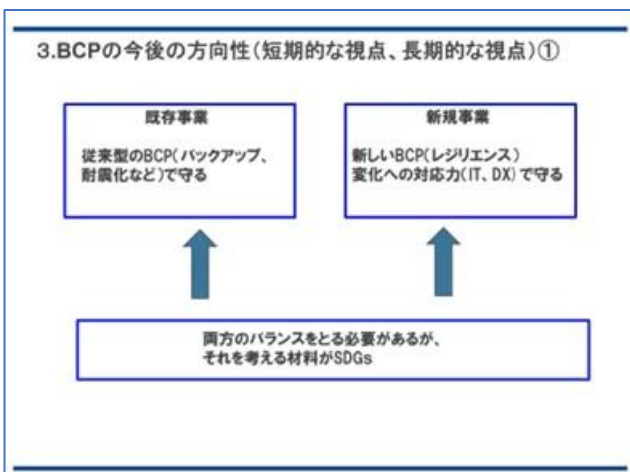 3.BCPの今後の方向性(短期的な視点、長期的な視点)①
既存事業
従来型のBCP(バックアップ、
耐震化など)で守る
新規事業
新しいBCP(レジリエンス)
変化への対応力(IT、DX)で守る
両方のバランスをとる必要があるが、
それを考える材料がSDGs